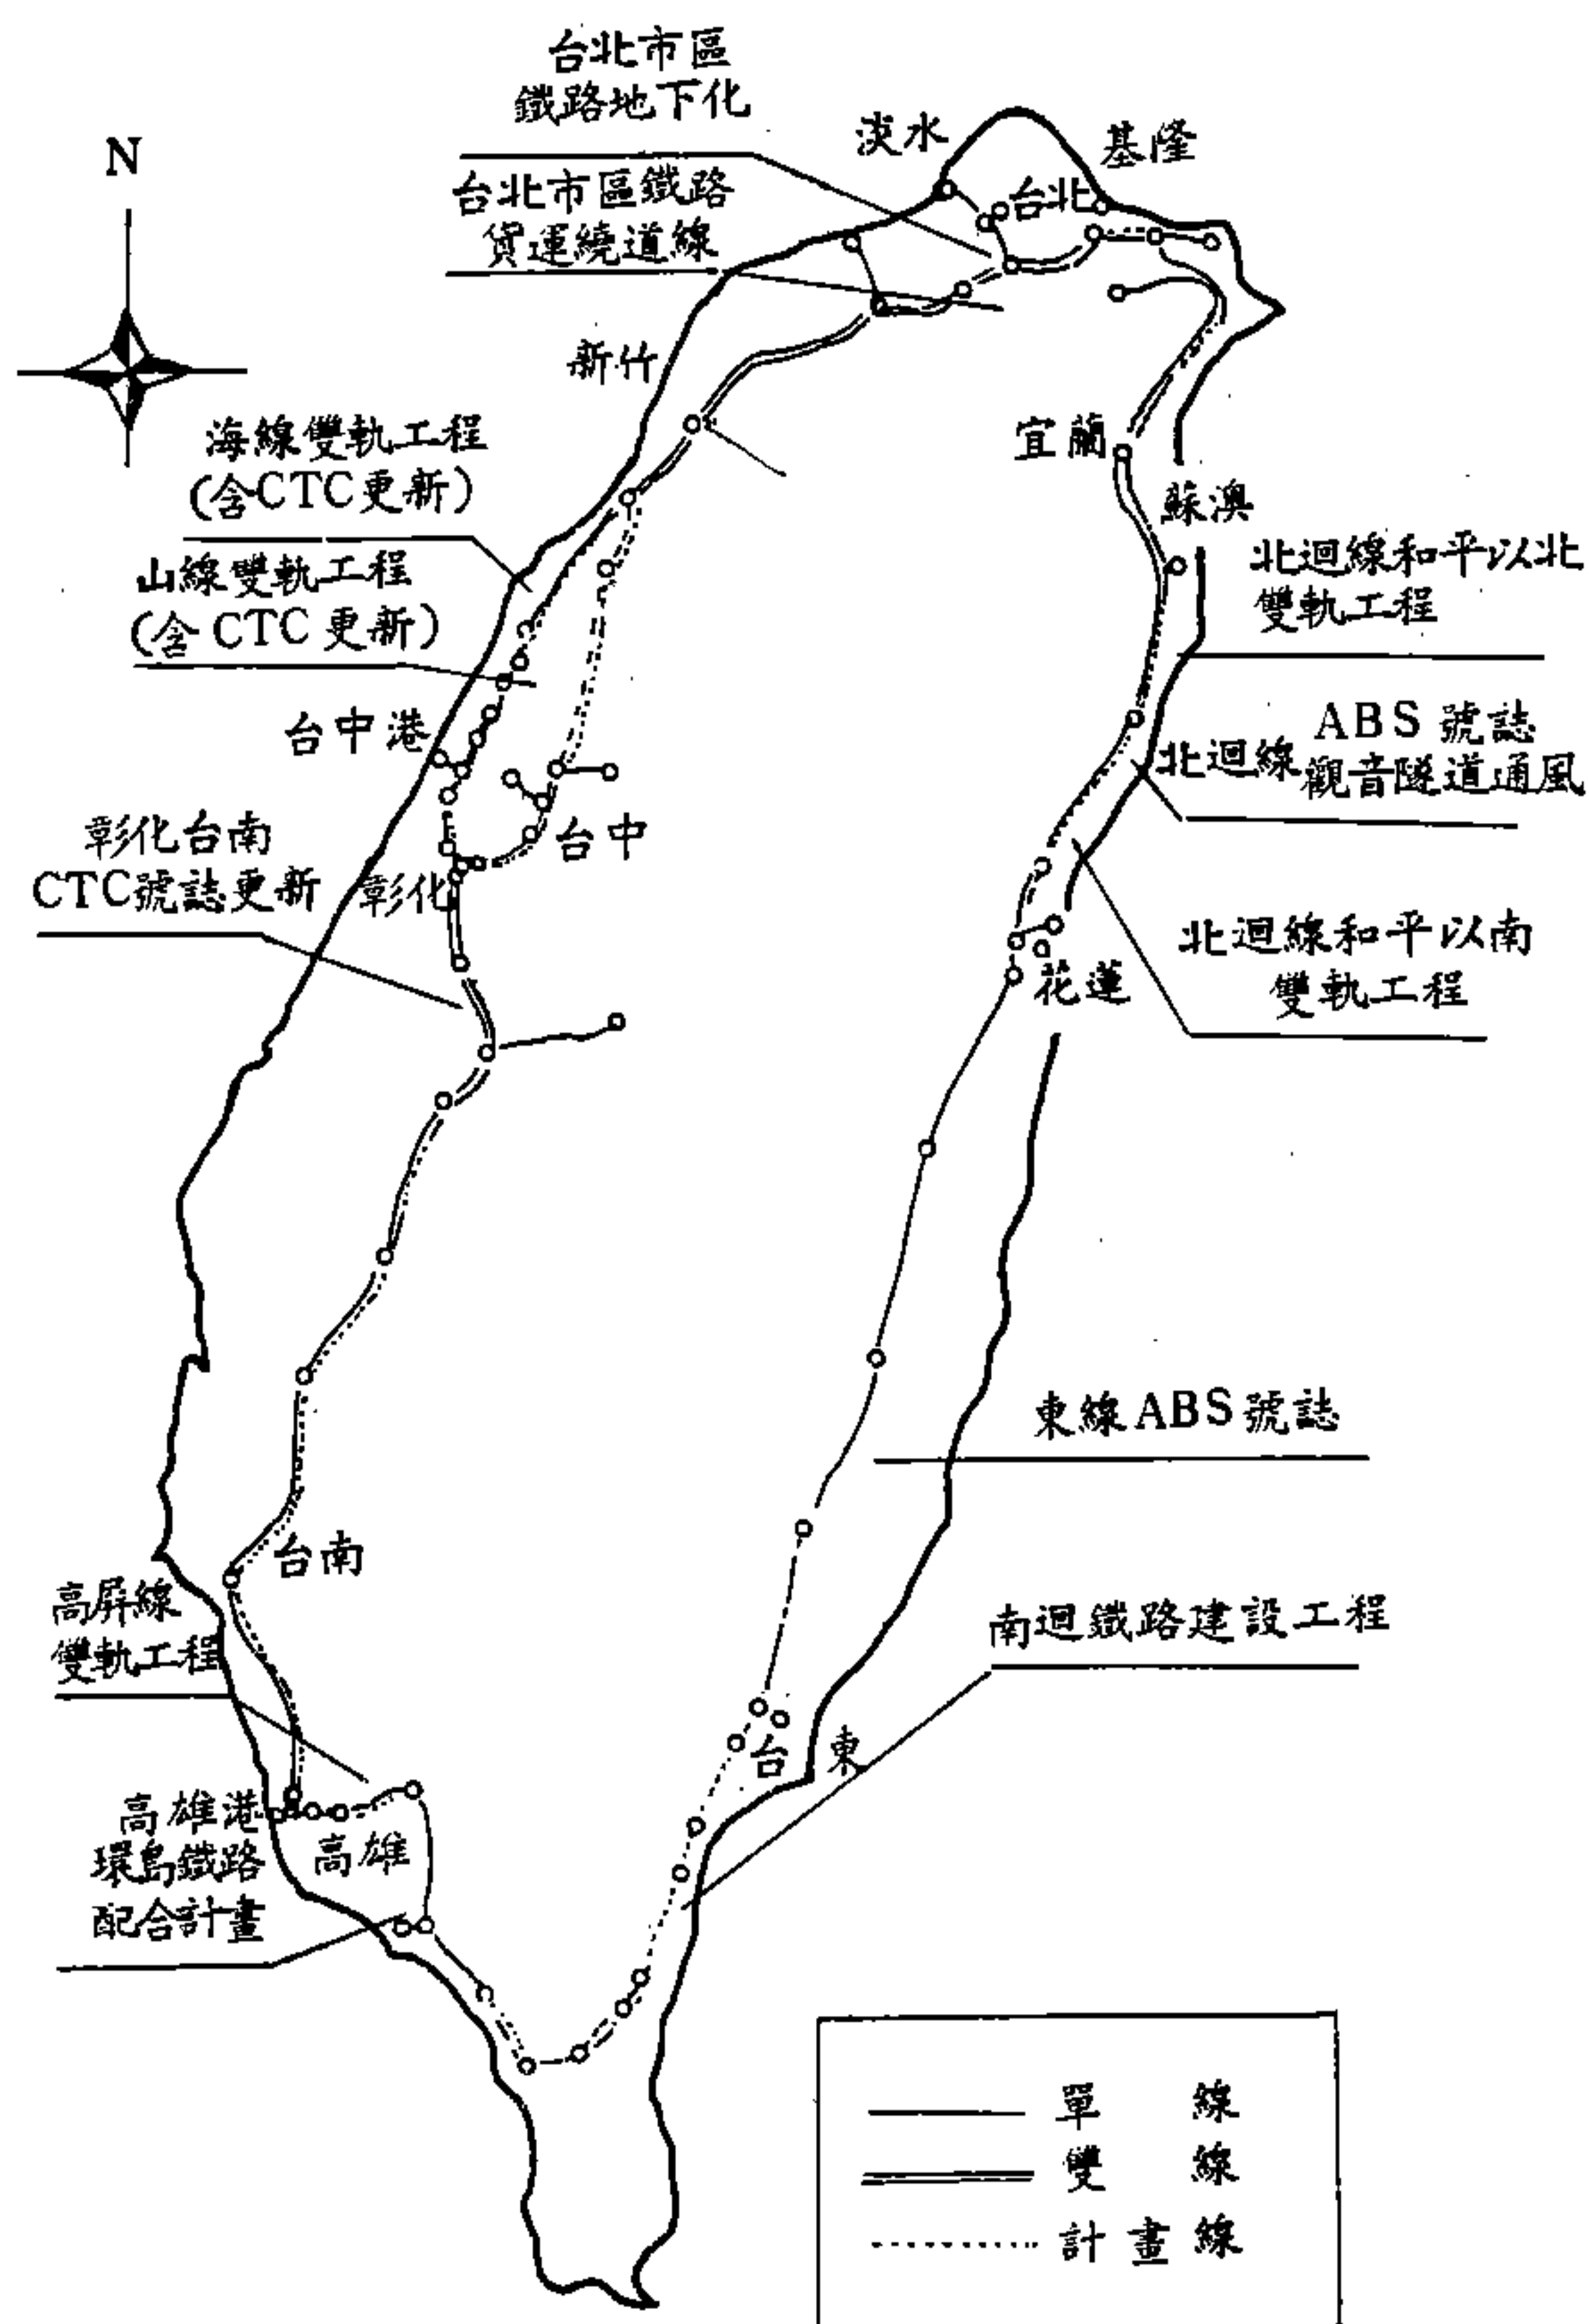 台北市區
鐵路地下化
淡水
基隆
N
台北市區鐵路
貨運繞道線
台北
新竹
海線雙軌工程
(含CTC更新)
宜蘭
蘇澳
山線雙軌工程
(含CTC更新)
北迴線和平以北
雙軌工程
台中港
北迴線
ABS號誌
觀音隧道通風
台中
彰化台南
CTC號誌更新
彰化
北迴線和平以南
雙軌工程
花蓮
東線ABS號誌
台南
高屏線
雙軌工程
南迴鐵路建設工程
台東
高雄港
環島鐵路
配合計畫
高雄
單線
雙線
計畫線